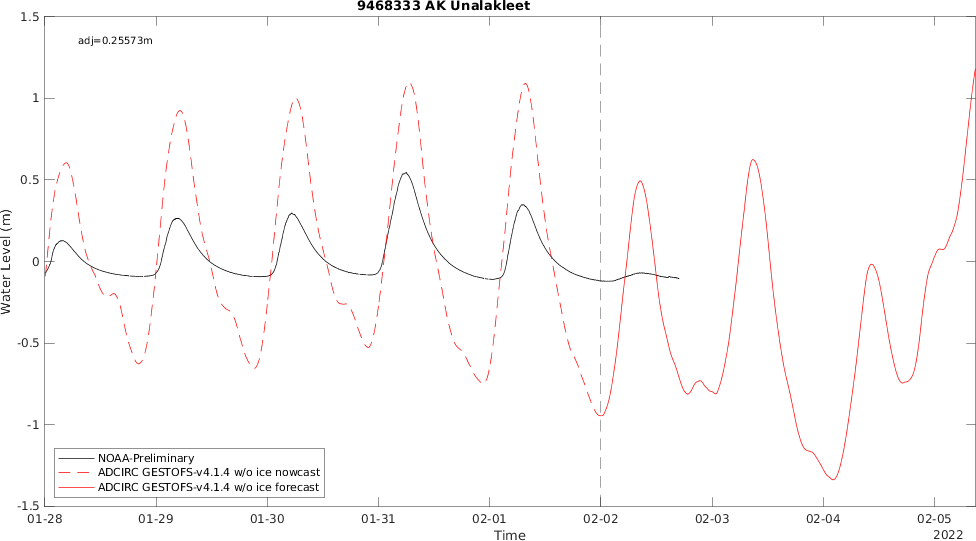 9468333 AK Unalakleet
adj=0.25573m
1.5
1
0.5
0
-0.5
-1
-1.5
Water Level (m)
NOAA-Preliminary
ADCIRC GESTOFS-v4.1.4 w/o ice nowcast
ADCIRC GESTOFS-v4.1.4 w/o ice forecast
01-28 01-29 01-30 01-31 02-01 02-02 02-03 02-04 02-05
Time
2022